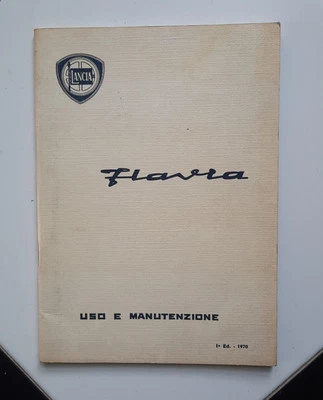 LANCIA
Flavia
USO E MANUTENZIONE
1ª Ed. - 1970